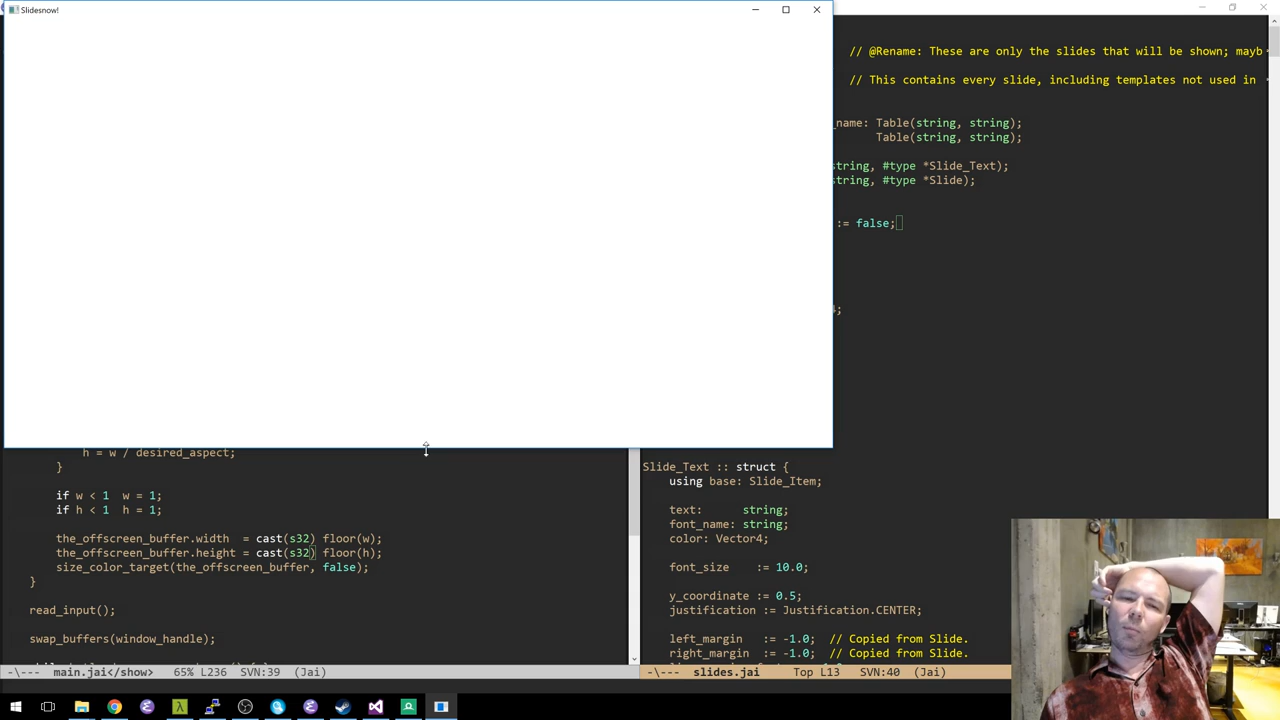 Slidesnow!
// @Rename: These are only the slides that will be shown; mayb
// This contains every slide, including templates not used in
_name: Table(string, string);
Table(string, string);
string, #type *Slide_Text);
string, #type *Slide);
:= false;
;
h = w / desired_aspect;
}
if w < 1  w = 1;
if h < 1  h = 1;
the_offscreen_buffer.width  = cast(s32) floor(w);
the_offscreen_buffer.height = cast(s32) floor(h);
size_color_target(the_offscreen_buffer, false);
}
read_input();
swap_buffers(window_handle);
Slide_Text :: struct {
using base: Slide_Item;
text:      string;
font_name: string;
color: Vector4;
font_size    := 10.0;
y_coordinate := 0.5;
justification := Justification.CENTER;
left_margin   := -1.0;  // Copied from Slide.
right_margin  := -1.0;  // Copied from Slide.
-\---  main.jai</show>   65% L236   SVN:39  (Jai)
-\---  slides.jai     Top L13   SVN:40  (Jai)